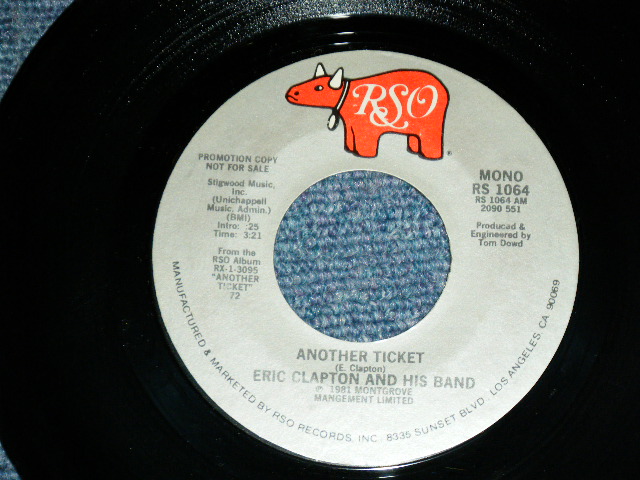 RSO
®
PROMOTION COPY
NOT FOR SALE
Stigwood Music,
Inc.
(Unichappell
Music, Admin.)
(BMI)
Intro: :25
Time: 3:21
From the
RSO Album
RX-1-3095
"ANOTHER
TICKET"
72
MONO
RS 1064
RS 1064 AM
2090 551
Produced &
Engineered by
Tom Dowd
ANOTHER TICKET
(E. Clapton)
ERIC CLAPTON AND HIS BAND
℗ 1981 MONTGROVE
MANGEMENT LIMITED
MANUFACTURED & MARKETED BY RSO RECORDS, INC. 8335 SUNSET BLVD. LOS ANGELES, CA 90069